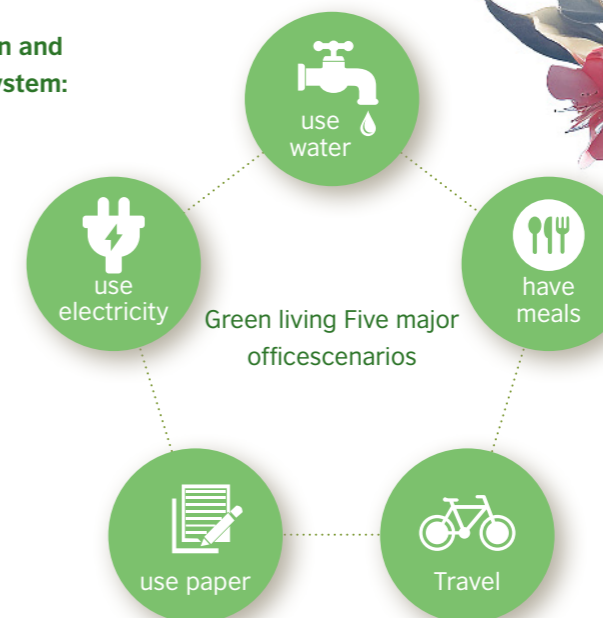 n and
ystem:
use
water
use
electricity
have
meals
Green living Five major
officescenarios
use paper
Travel